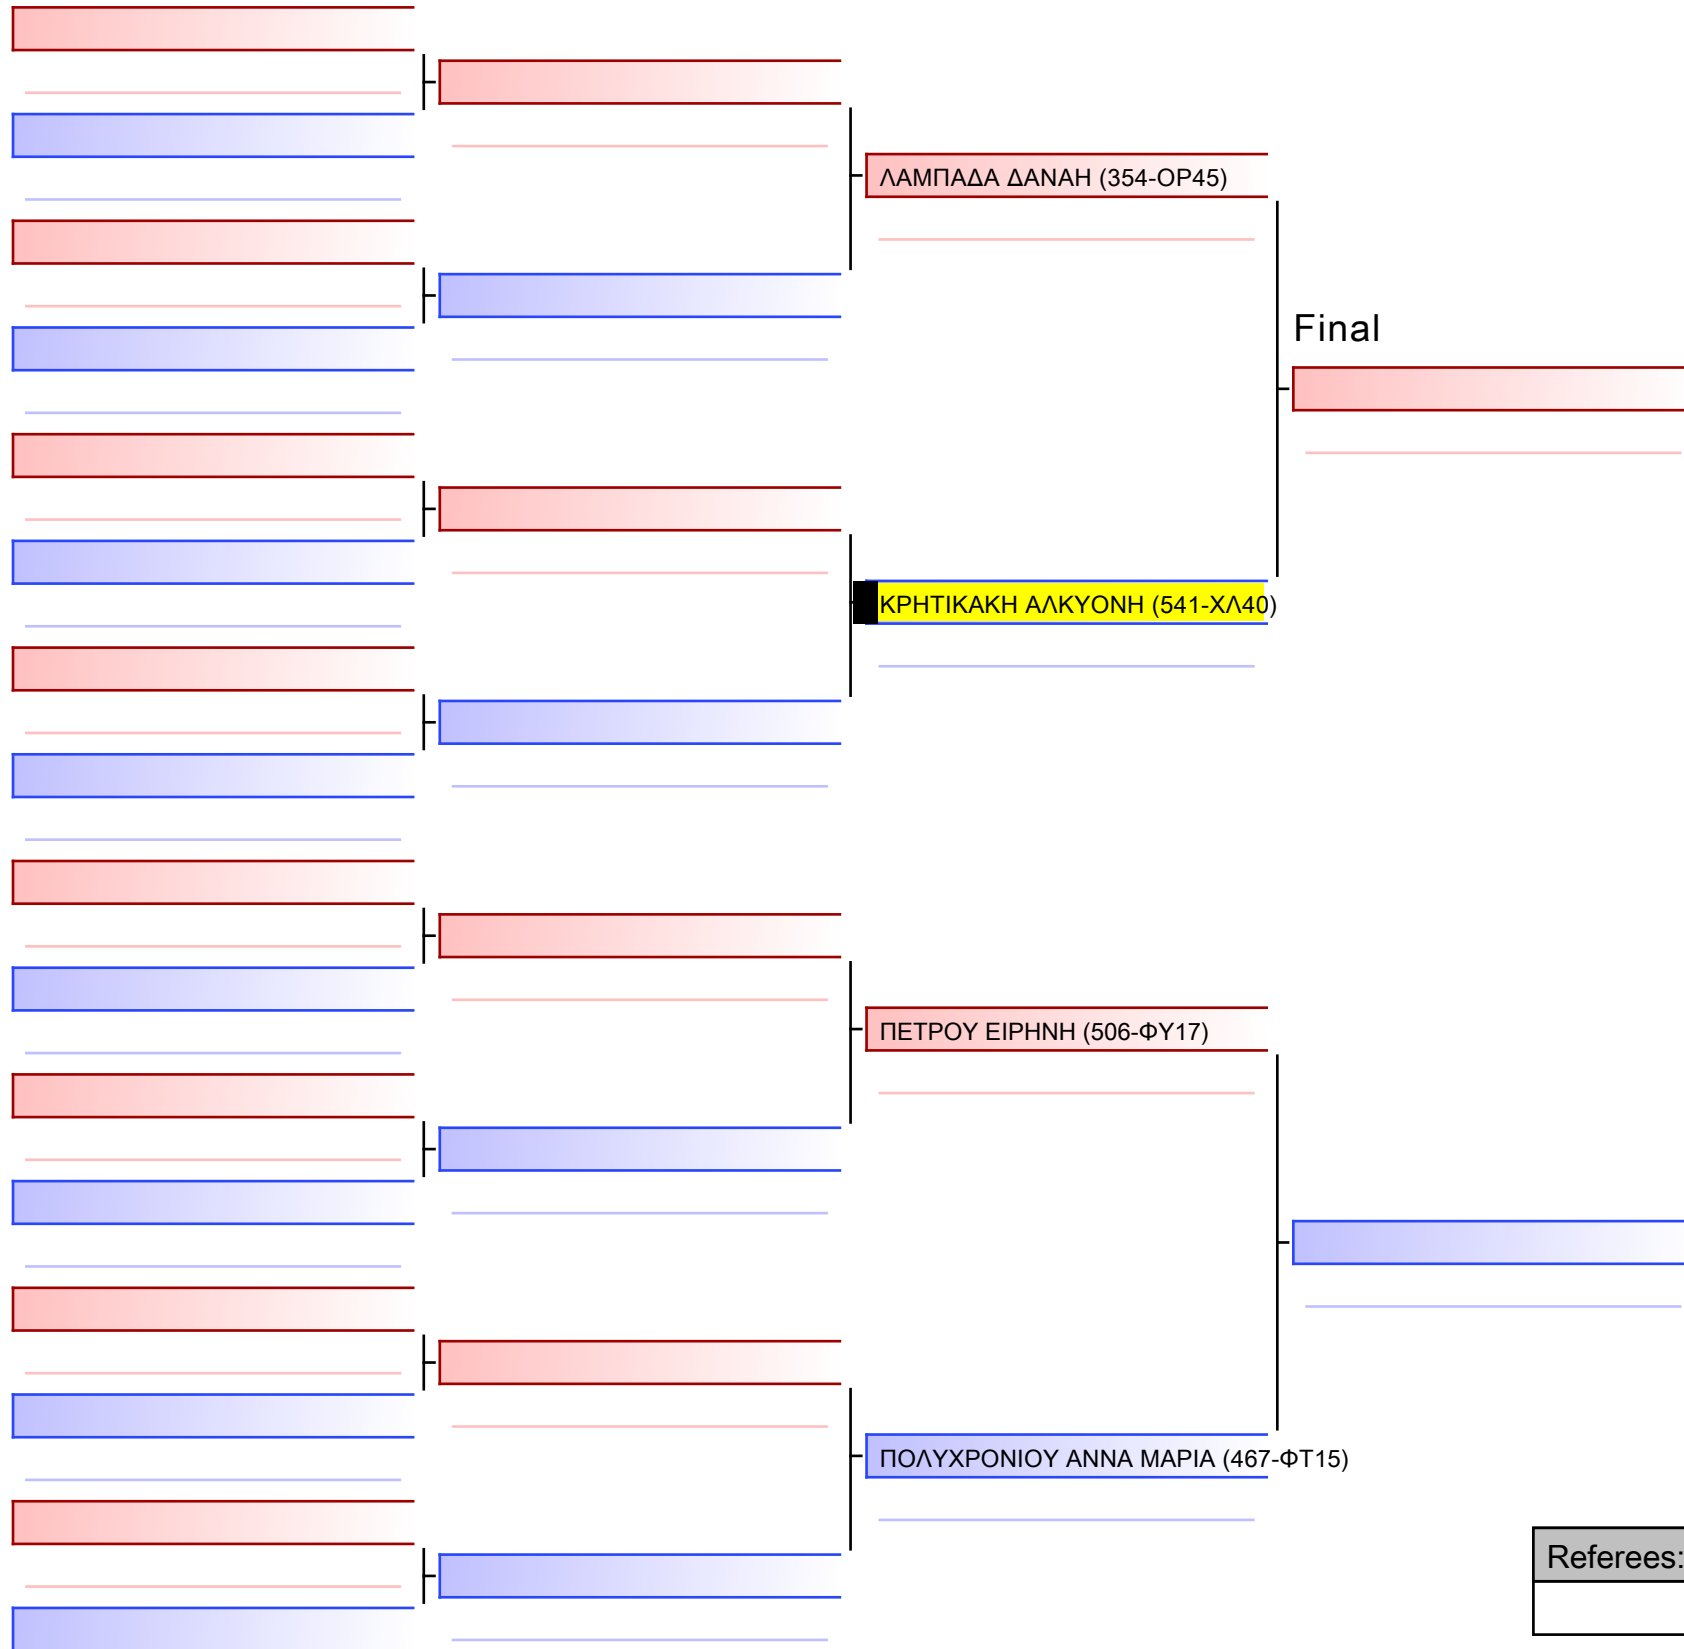 ΛΑΜΠΑΔΑ ΔΑΝΑΗ (354-ΟΡ45)
Final
ΚΡΗΤΙΚΑΚΗ ΑΛΚΥΟΝΗ (541-ΧΛ40)
ΠΕΤΡΟΥ ΕΙΡΗΝΗ (506-ΦΥ17)
ΠΟΛΥΧΡΟΝΙΟΥ ΑΝΝΑ ΜΑΡΙΑ (467-ΦΤ15)
Referees: